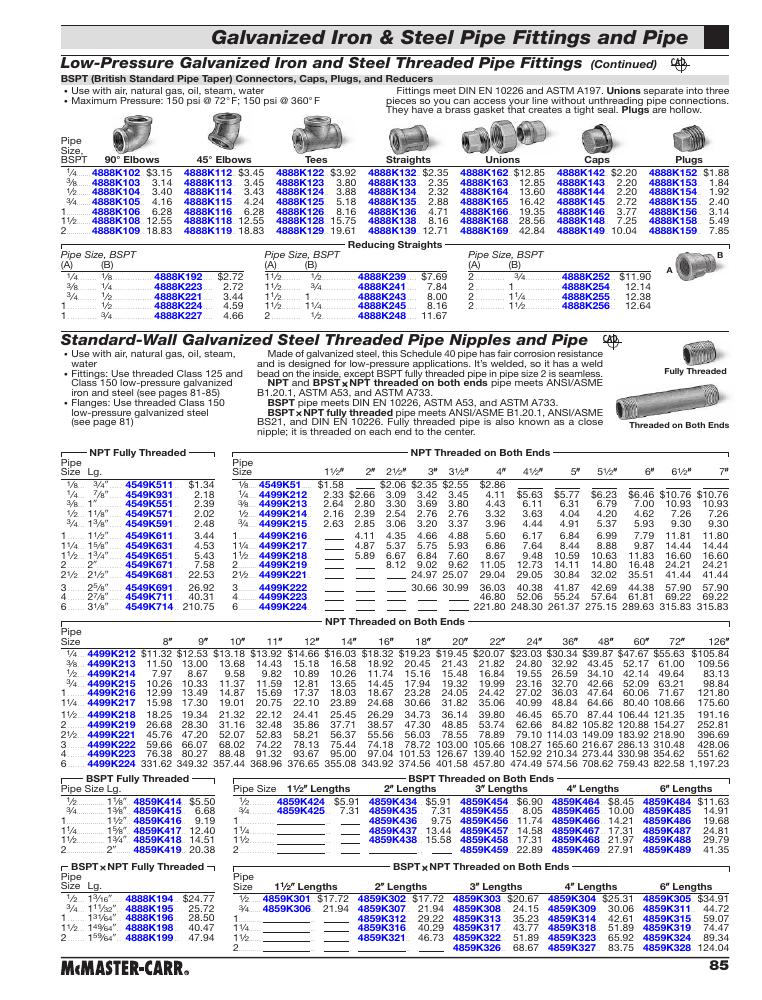 Galvanized Iron & Steel Pipe Fittings and Pipe
Low-Pressure Galvanized Iron and Steel Threaded Pipe Fittings (Continued) CAD
BSPT (British Standard Pipe Taper) Connectors, Caps, Plugs, and Reducers
• Use with air, natural gas, oil, steam, water
• Maximum Pressure: 150 psi @ 72°F; 150 psi @ 360°F
Fittings meet DIN EN 10226 and ASTM A197. Unions separate into three
pieces so you can access your line without unthreading pipe connections.
They have a brass gasket that creates a tight seal. Plugs are hollow.
Pipe
Size,
BSPT 90° Elbows 45° Elbows Tees Straights Unions Caps Plugs
1/4 4888K102 $3.15 4888K112 $3.45 4888K122 $3.92 4888K132 $2.35 4888K162 $12.85 4888K142 $2.20 4888K152 $1.88
3/8 4888K103 3.14 4888K113 3.45 4888K123 3.80 4888K133 2.35 4888K163 12.85 4888K143 2.20 4888K153 1.84
1/2 4888K104 3.40 4888K114 3.43 4888K124 3.88 4888K134 2.32 4888K164 13.60 4888K144 2.20 4888K154 1.92
3/4 4888K105 4.16 4888K115 4.24 4888K125 5.18 4888K135 2.88 4888K165 16.42 4888K145 2.72 4888K155 2.40
1 4888K106 6.28 4888K116 6.28 4888K126 8.16 4888K136 4.71 4888K166 19.35 4888K146 3.77 4888K156 3.14
1 1/2 4888K108 12.55 4888K118 12.55 4888K128 15.75 4888K138 8.16 4888K168 28.56 4888K148 7.25 4888K158 5.49
2 4888K109 18.83 4888K119 18.83 4888K129 19.61 4888K139 12.71 4888K169 42.84 4888K149 10.04 4888K159 7.85
Reducing Straights
Pipe Size, BSPT Pipe Size, BSPT Pipe Size, BSPT
(A) (B) (A) (B) (A) (B)
1/4 1/8 4888K192 $2.72 1 1/2 1/2 4888K239 $7.69 2 3/4 4888K252 $11.90
3/8 1/4 4888K223 2.72 1 1/2 3/4 4888K241 7.84 2 1 4888K254 12.14
3/4 1/2 4888K221 3.44 1 1/2 1 4888K243 8.00 2 1 1/4 4888K255 12.38
1 1/2 4888K224 4.59 1 1/2 1 1/4 4888K245 8.16 2 1 1/2 4888K256 12.64
1 3/4 4888K227 4.66 2 1/2 4888K248 11.67
A B
Standard-Wall Galvanized Steel Threaded Pipe Nipples and Pipe CAD
• Use with air, natural gas, oil, steam,
water
• Fittings: Use threaded Class 125 and
Class 150 low-pressure galvanized
iron and steel (see pages 81-85)
• Flanges: Use threaded Class 150
low-pressure galvanized steel
(see page 81)
Made of galvanized steel, this Schedule 40 pipe has fair corrosion resistance
and is designed for low-pressure applications. It's welded, so it has a weld
bead on the inside, except BSPT fully threaded pipe in pipe size 2 is seamless.
NPT and BPST×NPT threaded on both ends pipe meets ANSI/ASME
B1.20.1, ASTM A53, and ASTM A733.
BSPT pipe meets DIN EN 10226, ASTM A53, and ASTM A733.
BSPT×NPT fully threaded pipe meets ANSI/ASME B1.20.1, ANSI/ASME
BS21, and DIN EN 10226. Fully threaded pipe is also known as a close
nipple; it is threaded on each end to the center.
Fully Threaded
Threaded on Both Ends
NPT Fully Threaded
Pipe
Size Lg.
1/8 3/4" 4549K511 $1.34
1/4 7/8" 4549K931 2.18
3/8 1" 4549K551 2.39
1/2 1 1/8" 4549K571 2.02
3/4 1 3/8" 4549K591 2.48
1 1 1/2" 4549K611 3.44
1 1/4 1 5/8" 4549K631 4.53
1 1/2 1 3/4" 4549K651 5.43
2 2" 4549K671 7.58
2 1/2 2 1/2" 4549K681 22.53
3 2 5/8" 4549K691 26.92
4 2 7/8" 4549K711 40.31
6 3 1/8" 4549K714 210.75
NPT Threaded on Both Ends
Pipe
Size 1 1/2" 2" 2 1/2" 3" 3 1/2" 4" 4 1/2" 5" 5 1/2" 6" 6 1/2" 7"
1/8 4549K51 $1.58 $2.06 $2.35 $2.55 $2.86
1/4 4499K212 2.33 $2.66 3.09 3.42 3.45 4.11 $5.63 $5.77 $6.23 $6.46 $10.76 $10.76
3/8 4499K213 2.64 2.80 3.30 3.69 3.80 4.43 6.11 6.31 6.79 7.00 10.93 10.93
1/2 4499K214 2.16 2.39 2.54 2.76 2.76 3.32 3.63 4.04 4.20 4.62 7.26 7.26
3/4 4499K215 2.63 2.85 3.06 3.20 3.37 3.96 4.44 4.91 5.37 5.93 9.30 9.30
1 4499K216 4.11 4.35 4.66 4.88 5.60 6.17 6.84 6.99 7.79 11.81 11.80
1 1/4 4499K217 4.87 5.37 5.75 5.93 6.86 7.64 8.44 8.88 9.87 14.44 14.44
1 1/2 4499K218 5.89 6.67 6.84 7.60 8.67 9.48 10.59 10.63 11.83 16.60 16.60
2 4499K219 8.12 9.02 9.62 11.05 12.73 14.11 14.80 16.48 24.21 24.21
2 1/2 4499K221 24.97 25.07 29.04 29.05 30.84 32.02 35.51 41.44 41.44
3 4499K222 30.66 30.99 36.03 40.38 41.87 42.69 44.38 57.90 57.90
4 4499K223 46.80 52.06 55.24 57.64 61.81 69.22 69.22
6 4499K224 221.80 248.30 261.37 275.15 289.63 315.83 315.83
NPT Threaded on Both Ends
Pipe
Size 8" 9" 10" 11" 12" 14" 16" 18" 20" 22" 24" 36" 48" 60" 72" 126"
1/4 4499K212 $11.32 $12.53 $13.18 $13.92 $14.66 $16.03 $18.32 $19.23 $19.45 $20.07 $23.03 $30.34 $39.87 $47.67 $55.63 $105.84
3/8 4499K213 11.50 13.00 13.68 14.43 15.18 16.58 18.92 20.45 21.43 21.82 24.80 32.92 43.45 52.17 61.00 109.56
1/2 4499K214 7.97 8.67 9.58 9.82 10.89 10.26 11.74 15.16 15.48 16.84 19.55 26.59 34.10 42.14 49.64 83.13
3/4 4499K215 10.26 10.33 11.37 11.59 12.81 13.65 14.45 17.94 19.32 19.99 23.16 32.70 42.66 52.09 63.21 98.84
1 4499K216 12.99 13.49 14.87 15.69 17.37 18.03 18.67 23.28 24.05 24.42 27.02 36.03 47.64 60.06 71.67 121.80
1 1/4 4499K217 15.98 17.30 19.01 20.75 22.10 23.89 24.68 30.66 31.82 35.06 40.99 48.84 64.66 80.40 108.66 175.60
1 1/2 4499K218 18.25 19.34 21.32 22.12 24.41 25.45 26.29 34.73 36.14 39.80 46.45 65.70 87.44 106.44 121.35 191.16
2 4499K219 26.68 28.30 31.16 32.48 35.86 37.71 38.57 47.30 48.85 53.74 62.66 84.82 105.82 120.88 154.27 252.81
2 1/2 4499K221 45.76 47.20 52.07 52.83 58.21 56.37 55.56 56.03 78.55 78.89 79.10 114.03 149.09 183.92 218.90 396.69
3 4499K222 59.66 66.07 68.02 74.22 78.13 75.44 74.18 78.72 103.00 105.66 108.27 165.60 216.67 286.13 310.48 428.06
4 4499K223 76.38 80.27 88.48 91.32 93.67 95.00 97.04 101.53 126.67 139.40 152.92 210.34 273.44 330.98 354.62 551.62
6 4499K224 331.62 349.32 357.44 368.96 376.65 355.08 343.92 374.56 401.58 457.80 474.49 574.56 708.62 759.43 822.58 1,197.23
BSPT Fully Threaded
Pipe Size Lg.
1/2 1 1/8" 4859K414 $5.50
3/4 1 3/8" 4859K415 6.68
1 1 1/2" 4859K416 9.19
1 1/4 1 5/8" 4859K417 12.40
1 1/2 1 3/4" 4859K418 14.51
2 2" 4859K419 20.38
BSPT Threaded on Both Ends
Pipe Size 1 1/2" Lengths 2" Lengths 3" Lengths 4" Lengths 6" Lengths
1/2 4859K424 $5.91 4859K434 $5.91 4859K454 $6.90 4859K464 $8.45 4859K484 $11.63
3/4 4859K425 7.31 4859K435 7.31 4859K455 8.05 4859K465 10.00 4859K485 14.91
1 4859K436 9.75 4859K456 11.74 4859K466 14.21 4859K486 19.68
1 1/4 4859K437 13.44 4859K457 14.58 4859K467 17.31 4859K487 24.81
1 1/2 4859K438 15.58 4859K458 17.31 4859K468 21.97 4859K488 29.79
2 4859K459 22.89 4859K469 27.91 4859K489 41.35
BSPT×NPT Fully Threaded
Pipe
Size Lg.
1/2 1 3/16" 4888K194 $24.77
3/4 1 11/32" 4888K195 25.72
1 1 31/64" 4888K196 28.50
1 1/2 1 49/64" 4888K198 40.47
2 1 59/64" 4888K199 47.94
BSPT×NPT Threaded on Both Ends
Pipe
Size 1 1/2" Lengths 2" Lengths 3" Lengths 4" Lengths 6" Lengths
1/2 4859K301 $17.72 4859K302 $17.72 4859K303 $20.67 4859K304 $25.31 4859K305 $34.91
3/4 4859K306 21.94 4859K307 21.94 4859K308 24.15 4859K309 30.06 4859K311 44.72
1 4859K312 29.22 4859K313 35.23 4859K314 42.61 4859K315 59.07
1 1/4 4859K316 40.29 4859K317 43.77 4859K318 51.89 4859K319 74.47
1 1/2 4859K321 46.73 4859K322 51.89 4859K323 65.92 4859K324 89.34
2 4859K326 68.67 4859K327 83.75 4859K328 124.04
McMASTER-CARR® 85